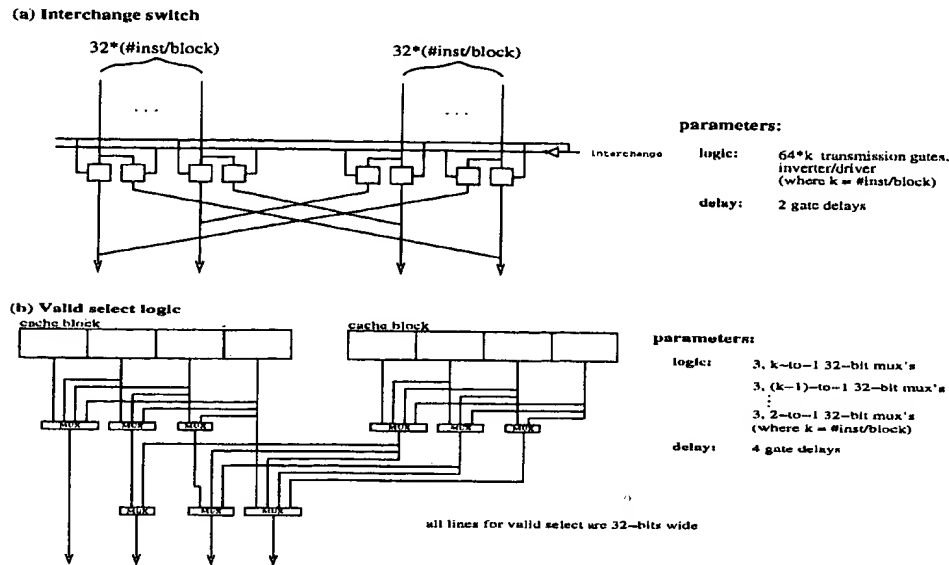 (a) Interchange switch
32*(#inst/block)
32*(#inst/block)
...
...
interchange
parameters:
logic: 64*k transmission gates,
inverter/driver
(where k = #inst/block)
delay: 2 gate delays
(b) Valid select logic
cache block
cache block
MUX
MUX
MUX
MUX
MUX
MUX
MUX
MUX
MUX
parameters:
logic: 3, k-to-1 32-bit mux's
3, (k-1)-to-1 32-bit mux's
⋮
3, 2-to-1 32-bit mux's
(where k = #inst/block)
delay: 4 gate delays
all lines for valid select are 32-bits wide